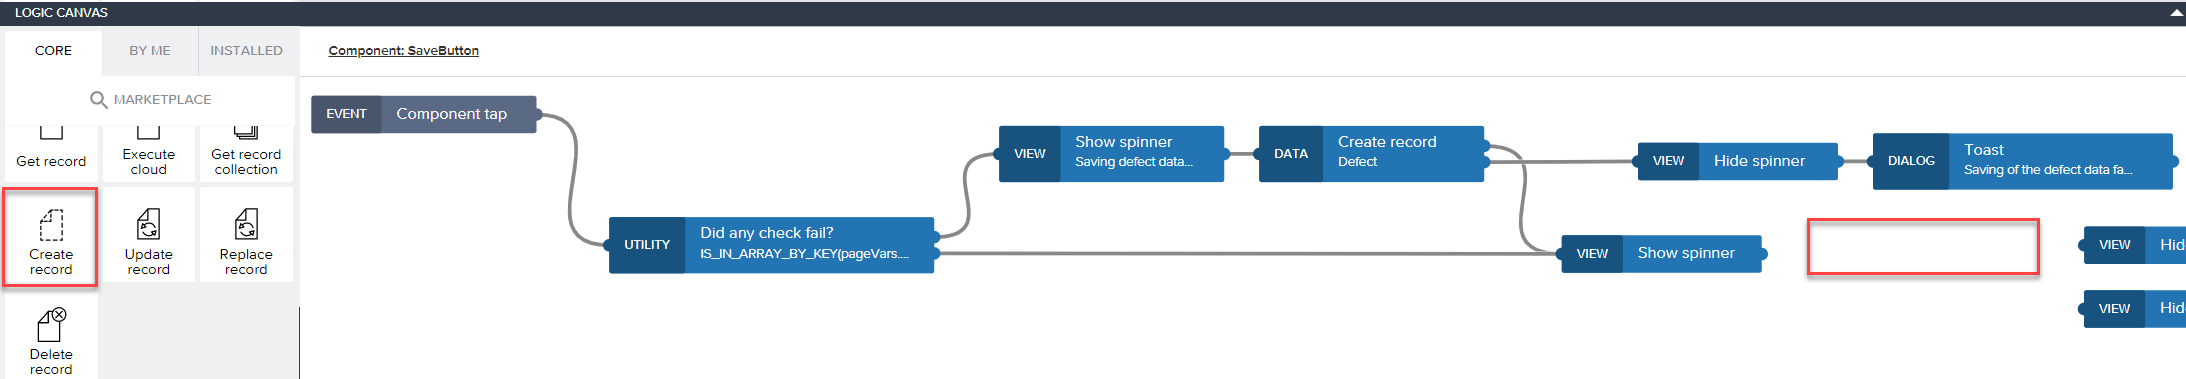 LOGIC CANVAS
CORE
BY ME
INSTALLED
MARKETPLACE
Get record
Execute
cloud
Get record
collection
Create
record
Update
record
Replace
record
Delete
record
Component: SaveButton
EVENT
Component tap
UTILITY
Did any check fail?
IS_IN_ARRAY_BY_KEY(pageVars....
VIEW
Show spinner
Saving defect data...
DATA
Create record
Defect
VIEW
Hide spinner
DIALOG
Toast
Saving of the defect data fa...
VIEW
Show spinner
VIEW
Hid
VIEW
Hid